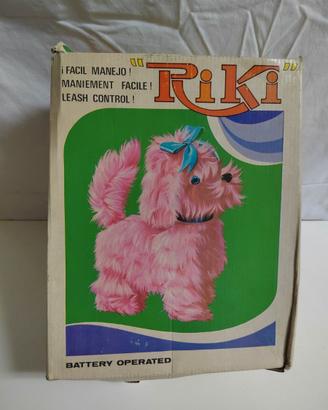 ¡FACIL MANEJO!
MANIEMENT FACILE!
LEASH CONTROL!
"RiKi"
BATTERY OPERATED